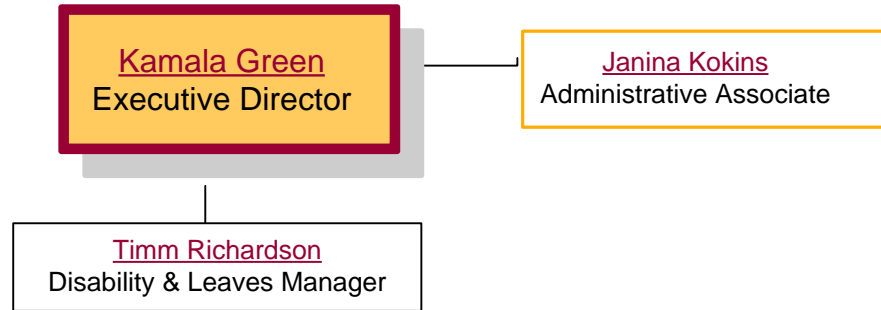 Kamala Green
Executive Director
Janina Kokins
Administrative Associate
Timm Richardson
Disability & Leaves Manager